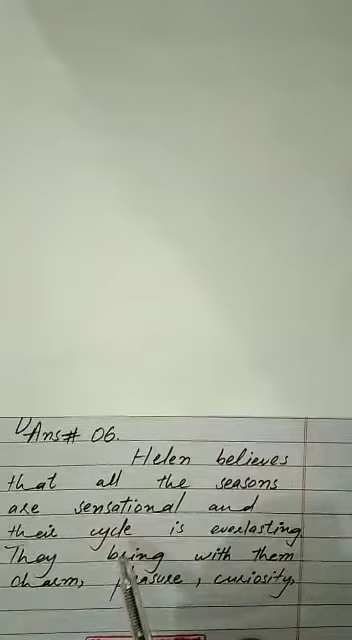 Ans# 06.
Helen believes
that all the seasons
are sensational and
their cycle is everlasting.
They bring with them
charm, pleasure, curiosity,